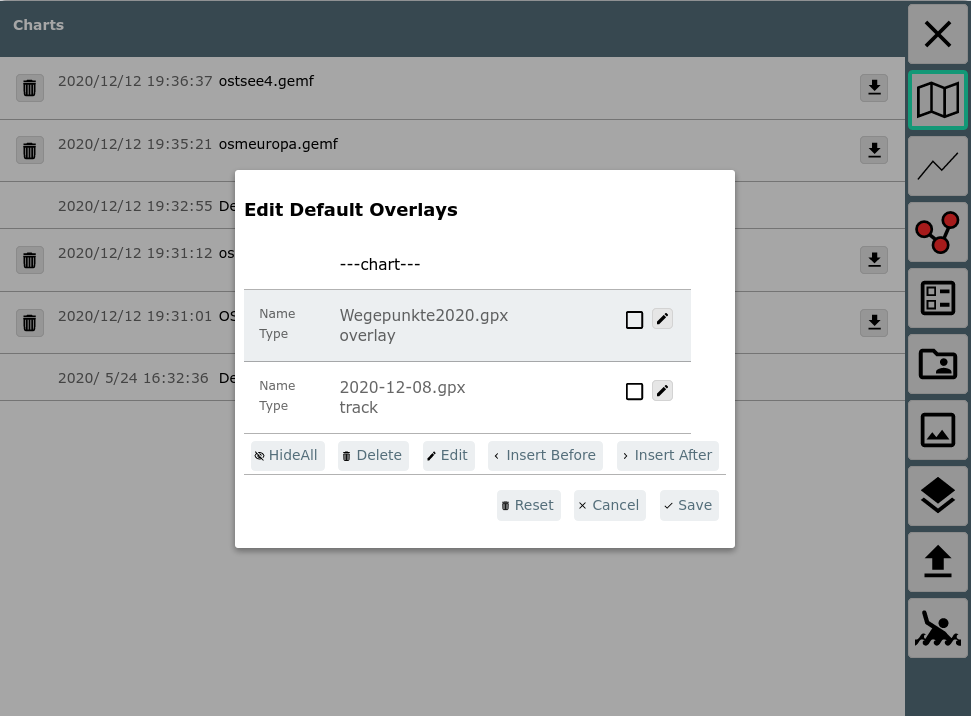 Charts
2020/12/12 19:36:37 ostsee4.gemf
2020/12/12 19:35:21 osmeuropa.gemf
2020/12/12 19:32:55 De
2020/12/12 19:31:12 os
2020/12/12 19:31:01 OS
2020/ 5/24 16:32:36 De
Edit Default Overlays
---chart---
Name Wegepunkte2020.gpx
Type overlay
Name 2020-12-08.gpx
Type track
HideAll Delete Edit Insert Before Insert After
Reset Cancel Save